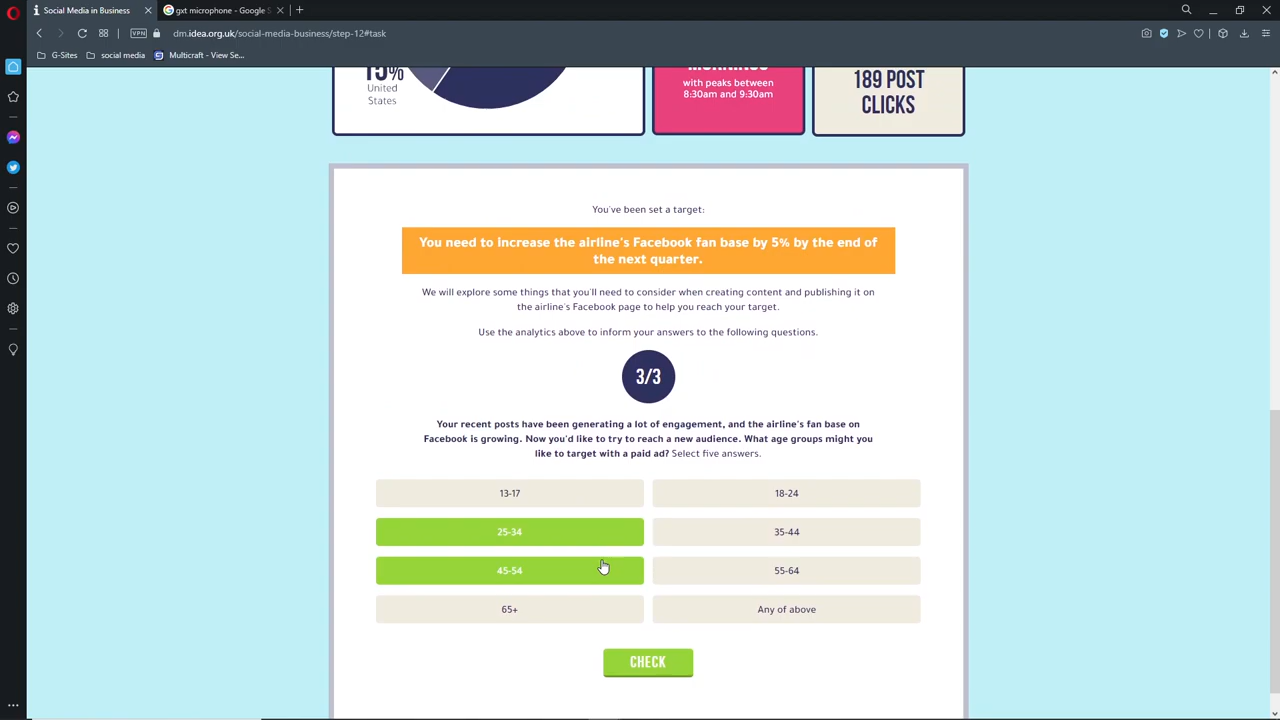 Social Media in Business
gxt microphone - Google S
VPN
dm.idea.org.uk/social-media-business/step-12#task
G-Sites
social media
Multicraft - View Se...
15%
United
States
with peaks between
8:30am and 9:30am
189 POST
CLICKS
You've been set a target:
You need to increase the airline's Facebook fan base by 5% by the end of
the next quarter.
We will explore some things that you'll need to consider when creating content and publishing it on
the airline's Facebook page to help you reach your target.
Use the analytics above to inform your answers to the following questions.
3/3
Your recent posts have been generating a lot of engagement, and the airline's fan base on
Facebook is growing. Now you'd like to try to reach a new audience. What age groups might you
like to target with a paid ad? Select five answers.
13-17
18-24
25-34
35-44
45-54
55-64
65+
Any of above
CHECK